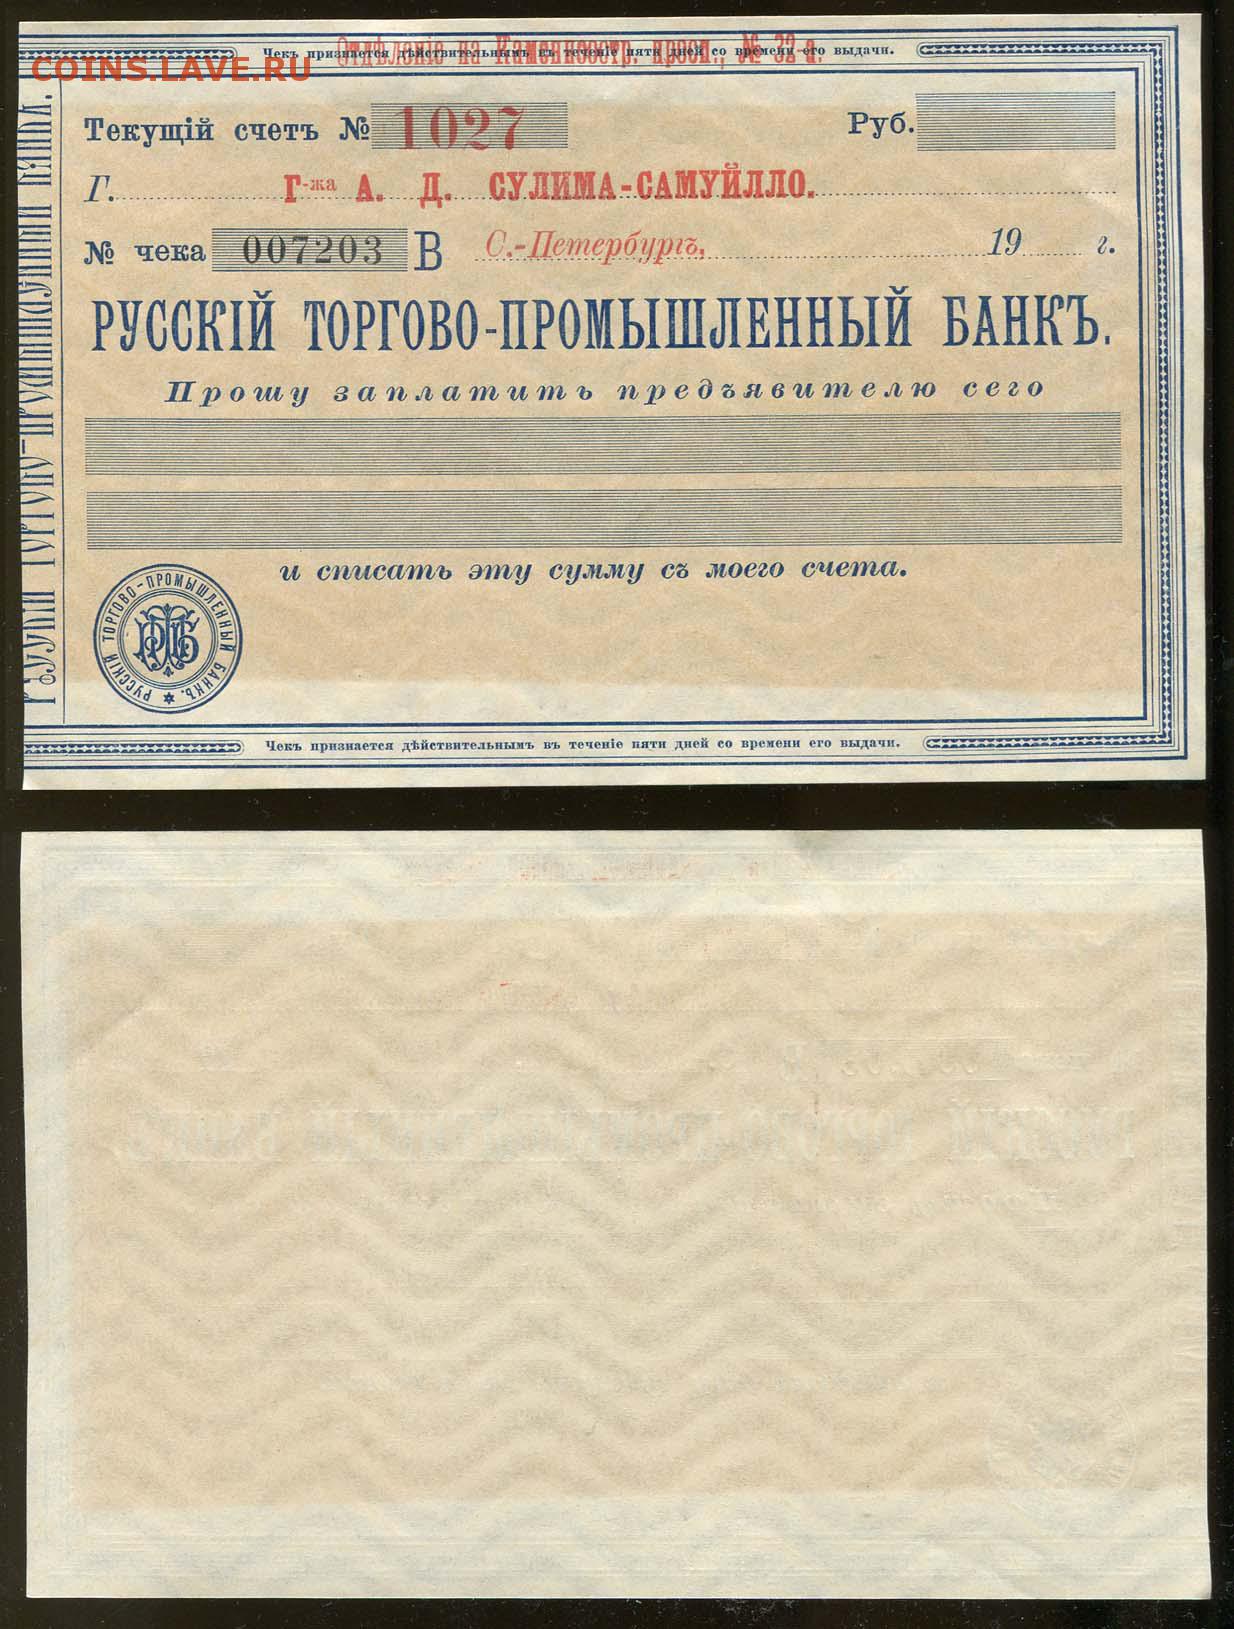 Чекъ признается дѣйствительнымъ въ теченіе пяти дней со времени его выдачи.
Отдѣленіе на Каменноостр. просп., № 32-а.
COINS.LAVE.RU
Текущій счетъ № 1027 Руб.
Г. Г-жа А. Д. СУЛИМА-САМУЙЛЛО.
№ чека 007203 В С.-Петербургъ, 19 г.
РУССКІЙ ТОРГОВО-ПРОМЫШЛЕННЫЙ БАНКЪ.
Прошу заплатить предъявителю сего
и списать эту сумму съ моего счета.
РУССКІЙ ТОРГОВО-ПРОМЫШЛЕННЫЙ БАНКЪ.
РТПБ
Чекъ признается дѣйствительнымъ въ теченіе пяти дней со времени его выдачи.
РУССКІЙ ТОРГОВО-ПРОМЫШЛЕННЫЙ БАНКЪ.